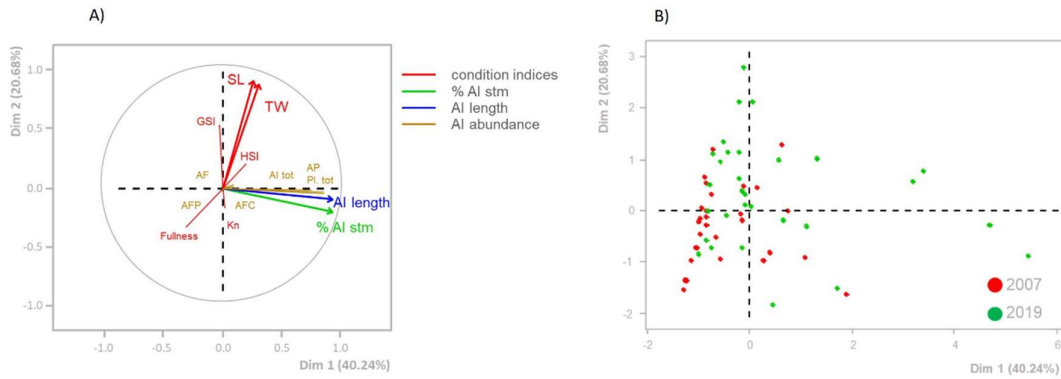 A)
Dim 2 (20.68%)
1.0
0.5
0.0
-0.5
-1.0
-1.0
-0.5
0.0
0.5
1.0
Dim 1 (40.24%)
SL
TW
GSI
HSI
AF
AI tot
AP
Pl. tot
AFP
AFC
AI length
% AI stm
Fullness
Kn
condition indices
% AI stm
AI length
AI abundance
B)
Dim 2 (20.68%)
3
2
1
0
-1
-2
-2
0
2
4
6
Dim 1 (40.24%)
2007
2019